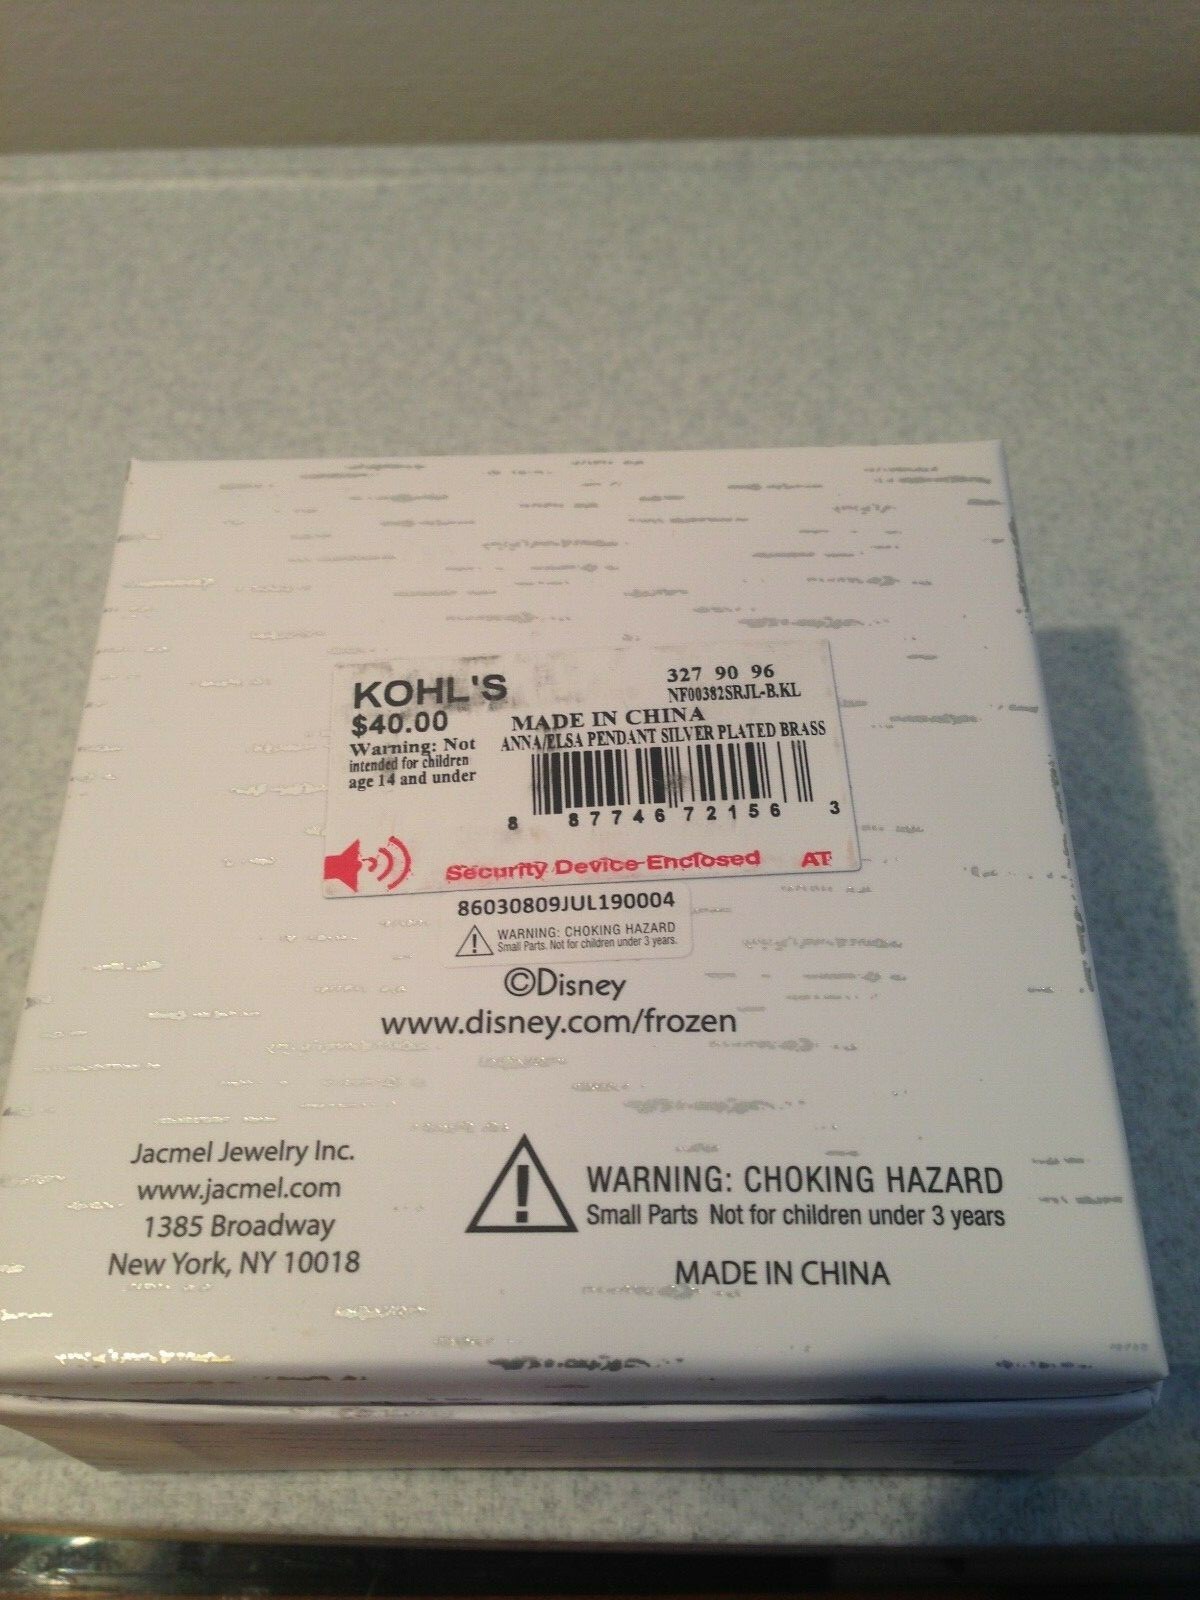 KOHL'S
$40.00
Warning: Not
intended for children
age 14 and under
327 90 96
NF00382SRJL-B.KL
MADE IN CHINA
ANNA/ELSA PENDANT SILVER PLATED BRASS
8 87746 72156 3
Security Device Enclosed AT
86030809JUL190004
WARNING: CHOKING HAZARD
Small Parts. Not for children under 3 years.
©Disney
www.disney.com/frozen
Jacmel Jewelry Inc.
www.jacmel.com
1385 Broadway
New York, NY 10018
WARNING: CHOKING HAZARD
Small Parts Not for children under 3 years
MADE IN CHINA